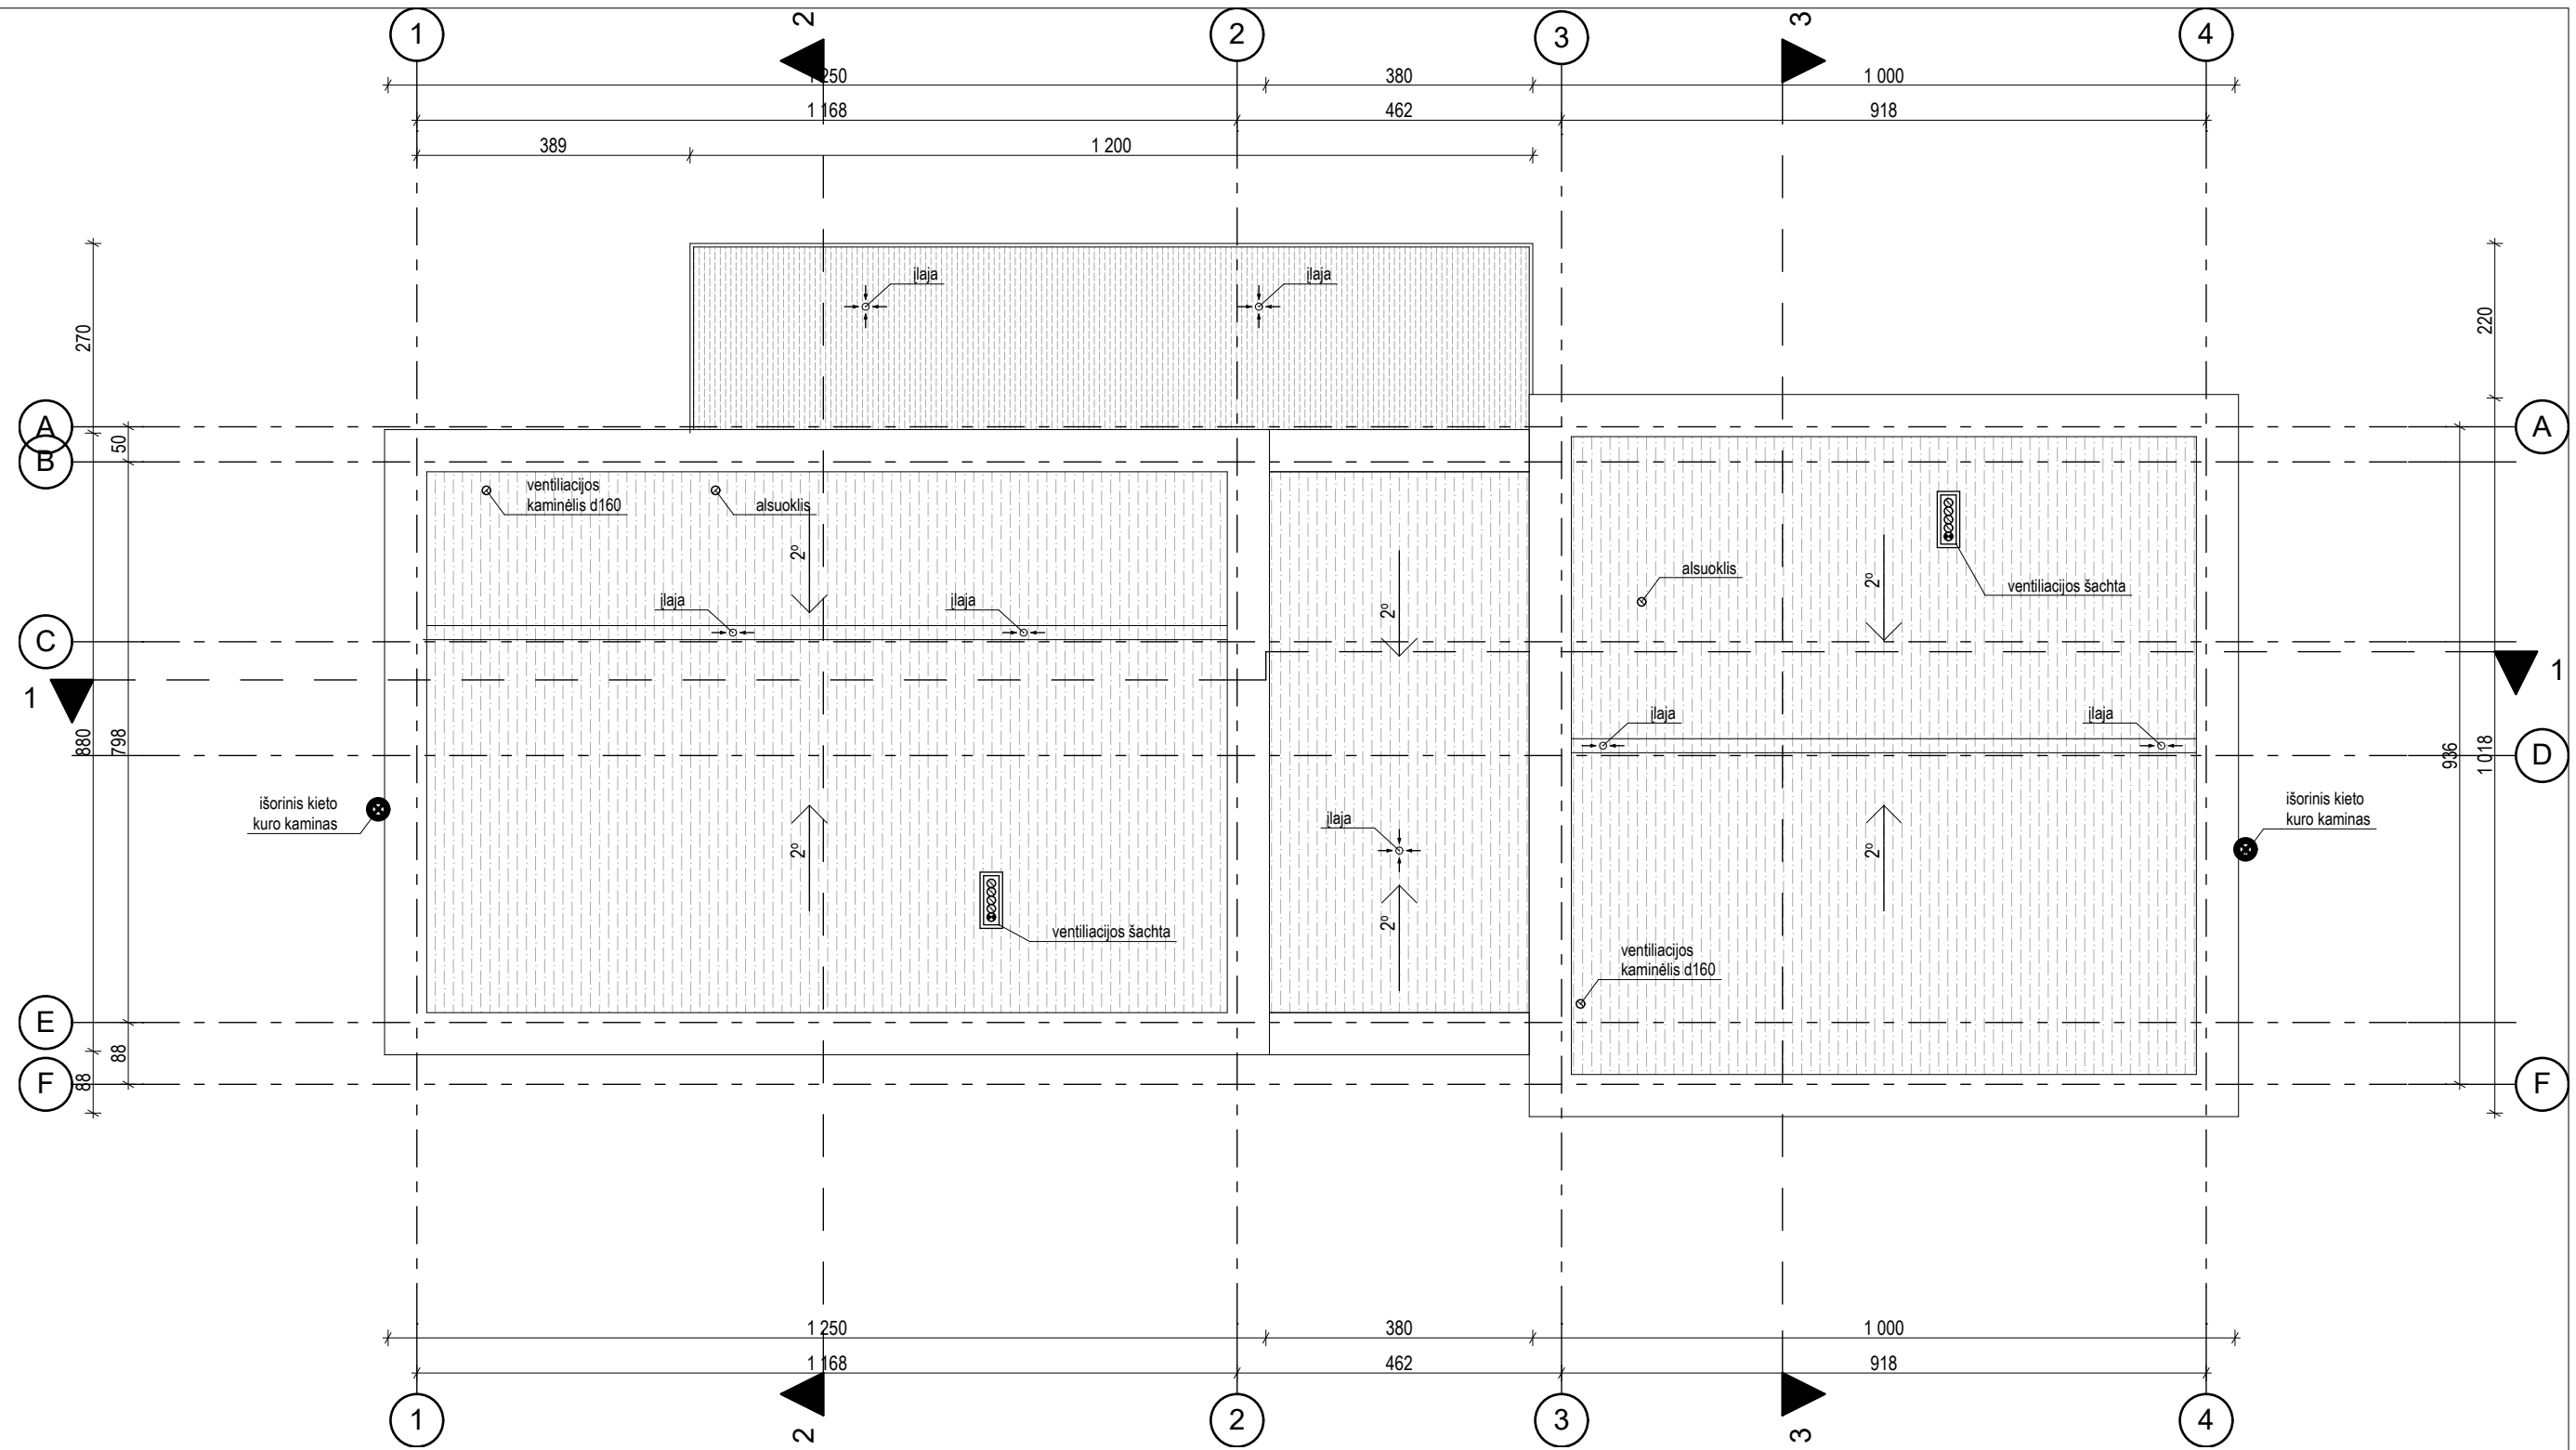 1
2
2
3
3
4
1 250
380
1 000
1 168
462
918
389
1 200
270
220
įlaja
įlaja
A
A
B
50
ventiliacijos
kaminėlis d160
alsuoklis
2°
2°
2°
alsuoklis
ventiliacijos šachta
įlaja
įlaja
C
1
1
880
798
įlaja
įlaja
D
936
1 018
išorinis kieto
kuro kaminas
išorinis kieto
kuro kaminas
įlaja
2°
2°
2°
ventiliacijos šachta
ventiliacijos
kaminėlis d160
E
88
88
F
F
1 250
380
1 000
1 168
462
918
1
2
2
3
3
4